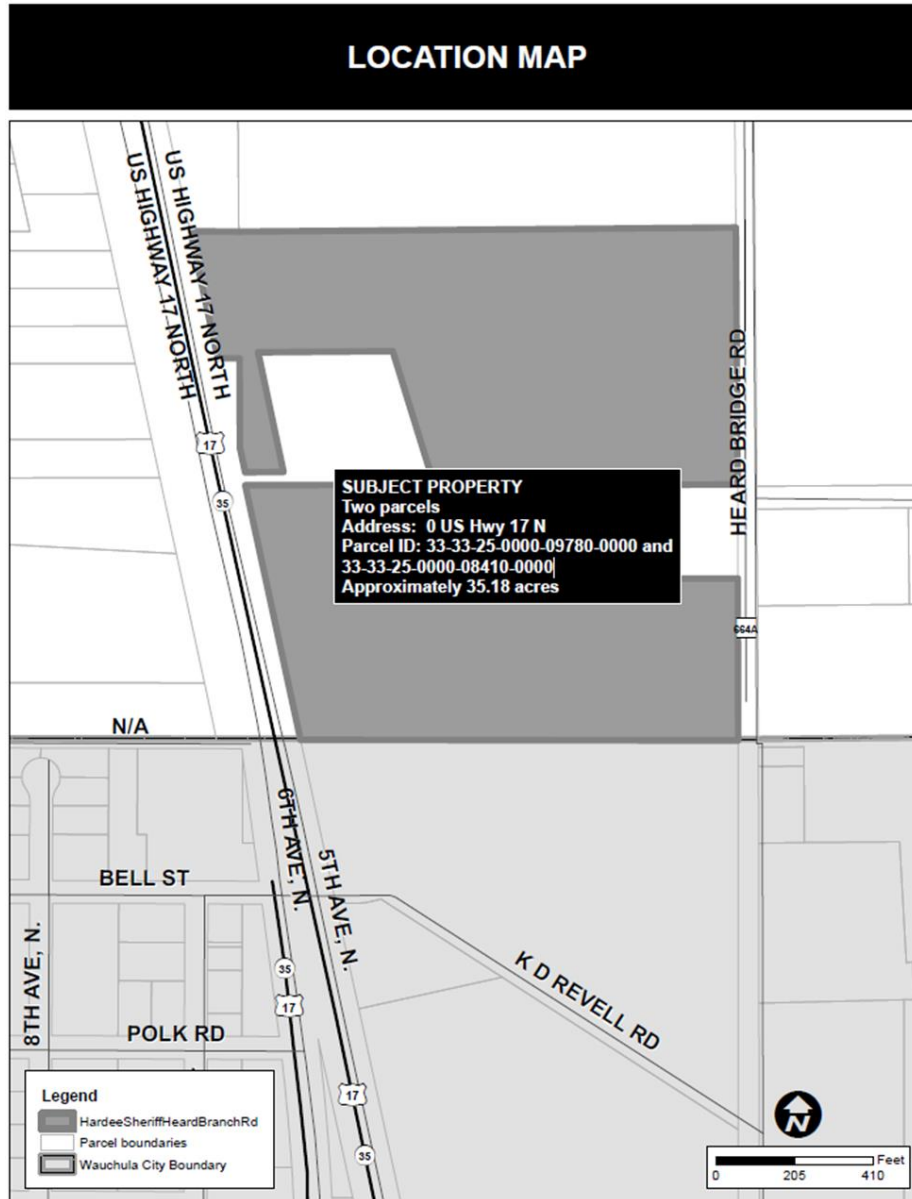 LOCATION MAP
US HIGHWAY 17 NORTH
US HIGHWAY 17 NORTH
17
35
HEARD BRIDGE RD
SUBJECT PROPERTY
Two parcels
Address: 0 US Hwy 17 N
Parcel ID: 33-33-25-0000-09780-0000 and
33-33-25-0000-08410-0000
Approximately 35.18 acres
664A
N/A
6TH AVE, N.
5TH AVE, N.
BELL ST
8TH AVE, N.
35
17
K D REVELL RD
POLK RD
17
35
Legend
HardeeSheriffHeardBranchRd
Parcel boundaries
Wauchula City Boundary
N
Feet
0 205 410